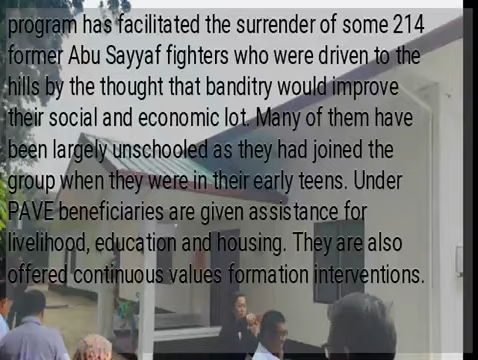 program has facilitated the surrender of some 214
former Abu Sayyaf fighters who were driven to the
hills by the thought that banditry would improve
their social and economic lot. Many of them have
been largely unschooled as they had joined the
group when they were in their early teens. Under
PAVE beneficiaries are given assistance for
livelihood, education and housing. They are also
offered continuous values formation interventions.